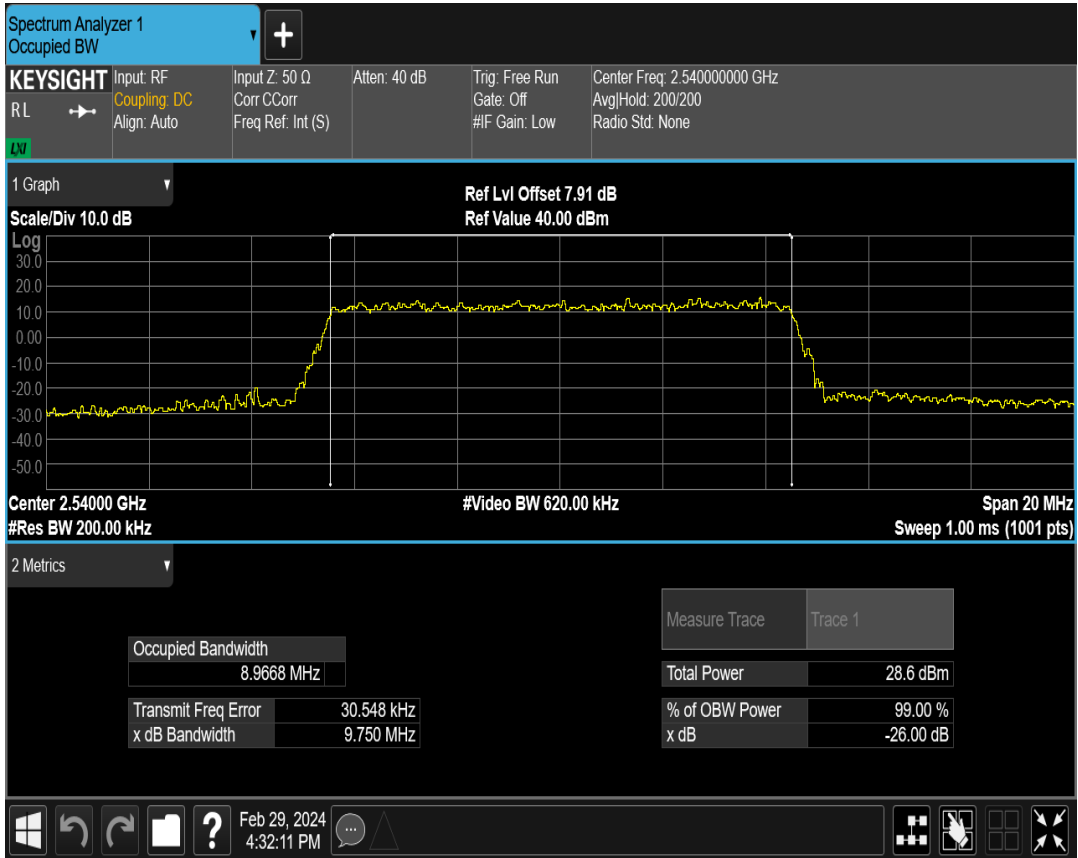 Spectrum Analyzer 1
Occupied BW
KEYSIGHT
RL
LXI
Input: RF
Coupling: DC
Align: Auto
Input Z: 50 Ω
Corr CCorr
Freq Ref: Int (S)
Atten: 40 dB
Trig: Free Run
Gate: Off
#IF Gain: Low
Center Freq: 2.540000000 GHz
Avg|Hold: 200/200
Radio Std: None
1 Graph
Ref Lvl Offset 7.91 dB
Scale/Div 10.0 dB
Ref Value 40.00 dBm
Log
30.0
20.0
10.0
0.00
-10.0
-20.0
-30.0
-40.0
-50.0
Center 2.54000 GHz
#Video BW 620.00 kHz
Span 20 MHz
#Res BW 200.00 kHz
Sweep 1.00 ms (1001 pts)
2 Metrics
Measure Trace Trace 1
Occupied Bandwidth
8.9668 MHz
Total Power 28.6 dBm
Transmit Freq Error 30.548 kHz
% of OBW Power 99.00 %
x dB Bandwidth 9.750 MHz
x dB -26.00 dB
?
Feb 29, 2024
4:32:11 PM